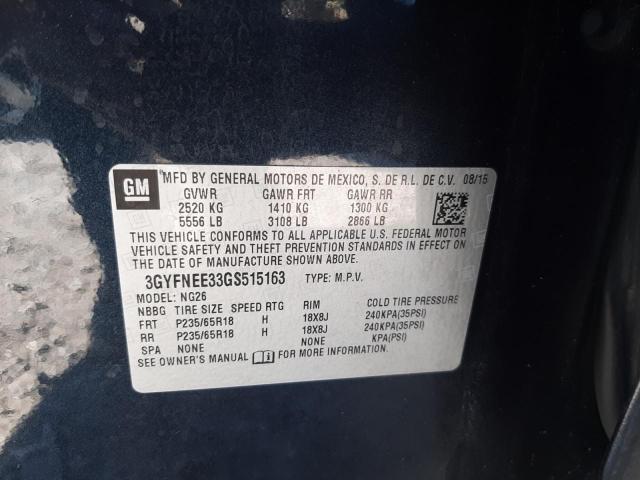 GM
MFD BY GENERAL MOTORS DE MEXICO, S. DE R.L. DE C.V. 08/15
GVWR GAWR FRT GAWR RR
2520 KG 1410 KG 1300 KG
5556 LB 3108 LB 2866 LB
THIS VEHICLE CONFORMS TO ALL APPLICABLE U.S. FEDERAL
VEHICLE SAFETY AND THEFT PREVENTION STANDARDS IN EFFECT
ON THE DATE OF MANUFACTURE SHOWN ABOVE.
3GYFNEE33GS515163 TYPE: M.P.V.
MODEL: NG26
NBBG TIRE SIZE SPEED RTG RIM COLD TIRE PRESSURE
FRT P235/65R18 H 18X8J 240KPA(35PSI)
RR P235/65R18 H 18X8J 240KPA(35PSI)
SPA NONE NONE KPA(PSI)
SEE OWNER'S MANUAL FOR MORE INFORMATION.